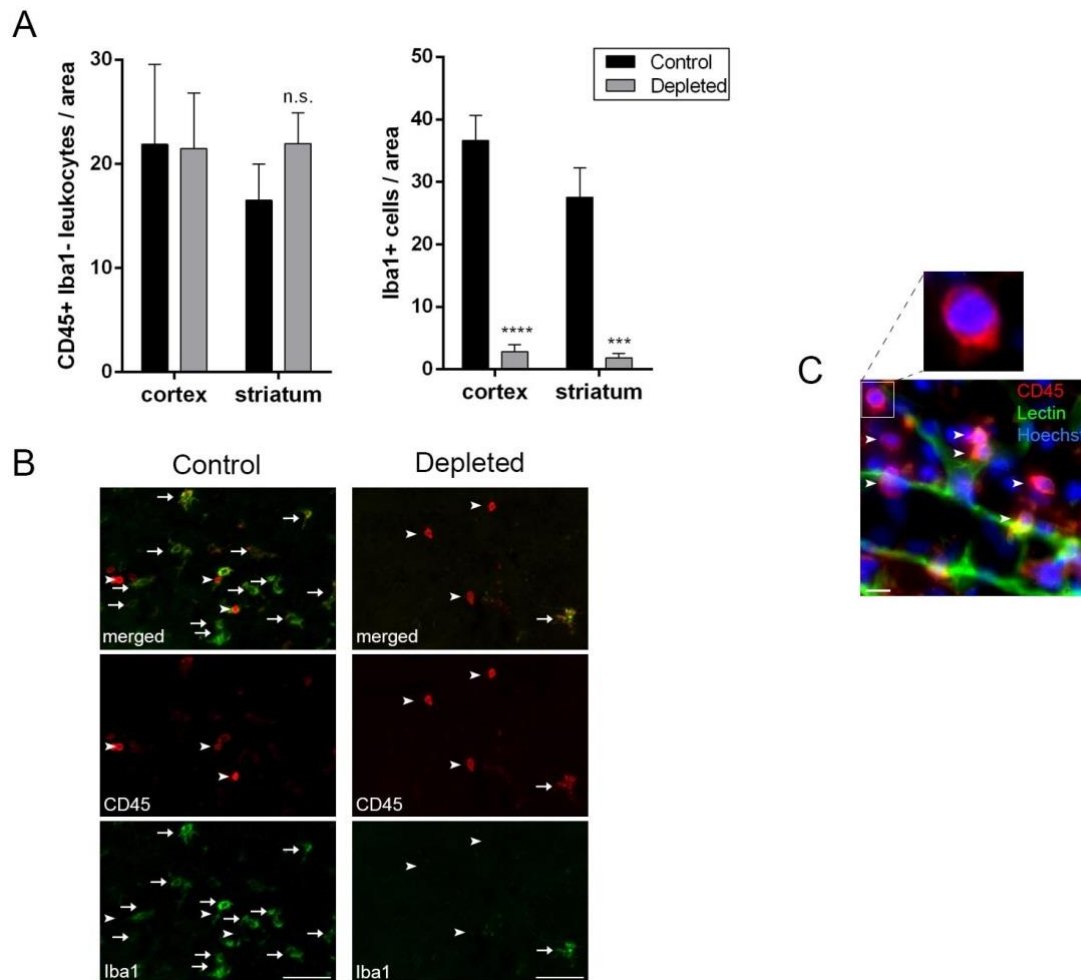 A
CD45+ Iba1- leukocytes / area
30
20
10
0
n.s.
cortex
striatum
Iba1+ cells / area
50
40
30
20
10
0
****
***
cortex
striatum
Control
Depleted
B
Control
Depleted
merged
merged
CD45
CD45
Iba1
Iba1
C
CD45
Lectin
Hoechs